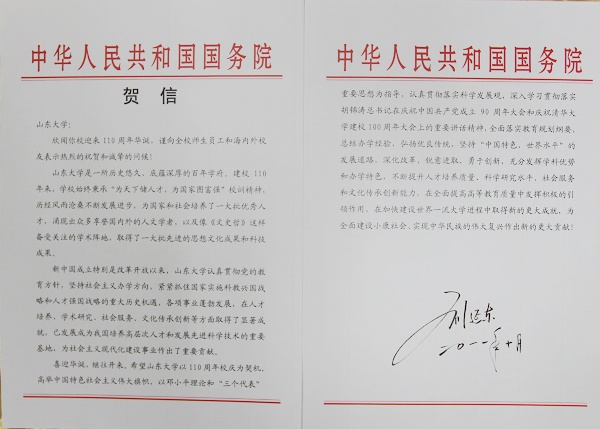 中华人民共和国国务院
贺 信
山东大学:
欣闻你校迎来 110 周年华诞，谨向全校师生员工和海内外校
友表示热烈的祝贺和诚挚的问候！
山东大学是一所历史悠久、底蕴深厚的百年学府。建校 110
年来，学校始终秉承“为天下储人才，为国家图富强”校训精神，
历经风雨沧桑不断发展进步，为国家和社会培养了一大批优秀人
才，涌现出众多享誉国内外的人文学者，以及像《文史哲》这样
备受关注的学术阵地，取得了一大批先进的思想文化成果和科技
成果。
新中国成立特别是改革开放以来，山东大学认真贯彻党的教
育方针，坚持社会主义办学方向，紧紧抓住国家实施科教兴国战
略和人才强国战略的重大历史机遇，各项事业蓬勃发展，在人才
培养、学术研究、社会服务、文化传承创新等方面取得了显著成
就，已发展成为我国培养高层次人才和发展先进科学技术的重要
基地，为社会主义现代化建设事业作出了重要贡献。
喜迎华诞，继往开来。希望山东大学以 110 周年校庆为契机，
高举中国特色社会主义伟大旗帜，以邓小平理论和“三个代表”
中华人民共和国国务院
重要思想为指导，认真贯彻落实科学发展观，深入学习贯彻落实
胡锦涛总书记在庆祝中国共产党成立 90 周年大会和庆祝清华大
学建校 100 周年大会上的重要讲话精神，全面落实教育规划纲要，
总结办学经验，弘扬优良传统，坚持“中国特色，世界水平”的
发展道路，深化改革，锐意进取，勇于创新，充分发挥学科优势
和办学特色，不断提升人才培养质量、科学研究水平、社会服务
和文化传承创新能力，在全面提高高等教育质量中发挥积极的引
领作用，在加快建设世界一流大学进程中取得新的更大成就，为
全面建设小康社会、实现中华民族的伟大复兴作出新的更大贡献！
刘延东
二〇一一年十月